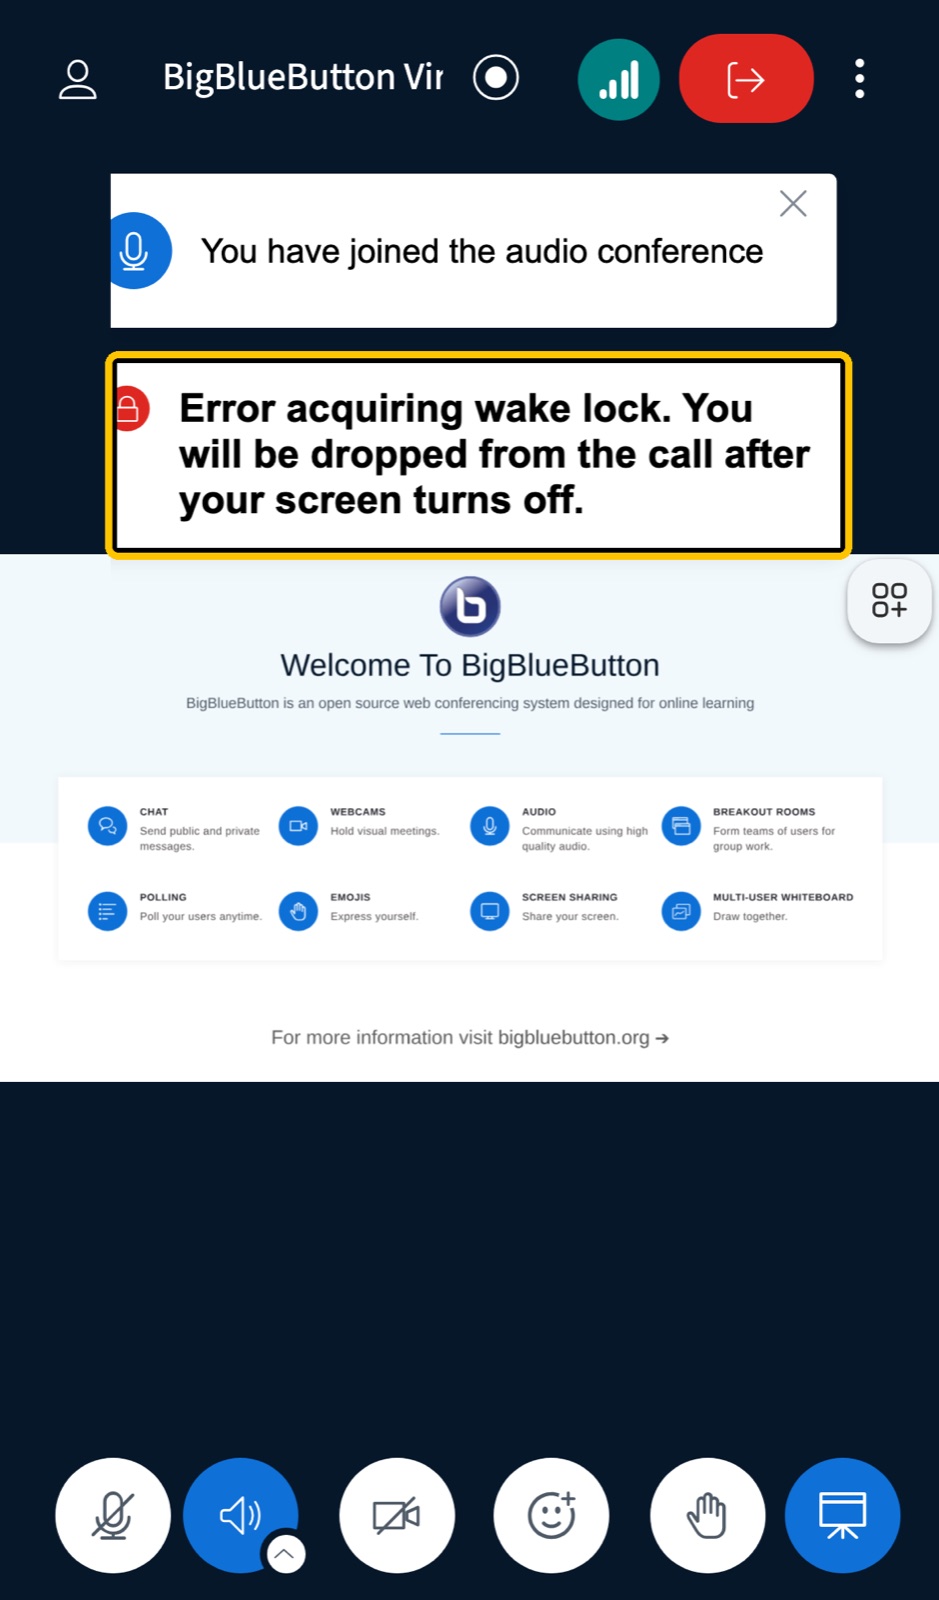 BigBlueButton Vir
You have joined the audio conference
Error acquiring wake lock. You
will be dropped from the call after
your screen turns off.
Welcome To BigBlueButton
BigBlueButton is an open source web conferencing system designed for online learning
CHAT
Send public and private
messages.
WEBCAMS
Hold visual meetings.
AUDIO
Communicate using high
quality audio.
BREAKOUT ROOMS
Form teams of users for
group work.
POLLING
Poll your users anytime.
EMOJIS
Express yourself.
SCREEN SHARING
Share your screen.
MULTI-USER WHITEBOARD
Draw together.
For more information visit bigbluebutton.org ➔